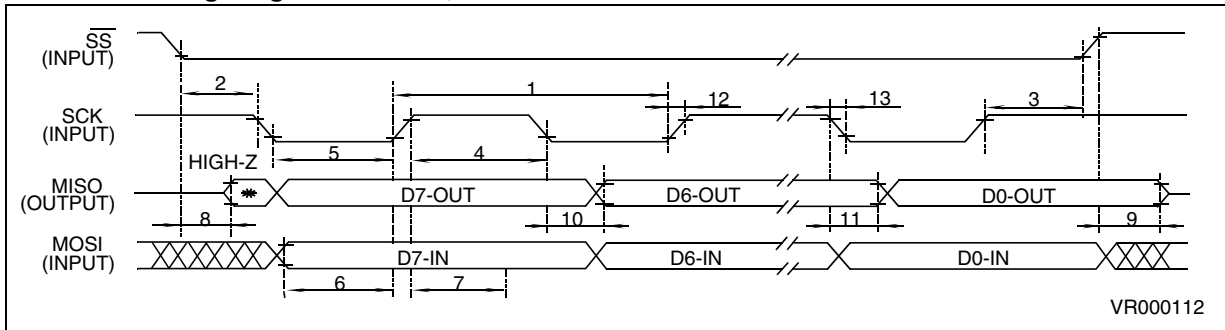 SS
(INPUT)
2
1
12
13
3
SCK
(INPUT)
5
4
HIGH-Z
MISO
(OUTPUT)
*
D7-OUT
D6-OUT
D0-OUT
8
10
11
9
MOSI
(INPUT)
D7-IN
D6-IN
D0-IN
6
7
VR000112